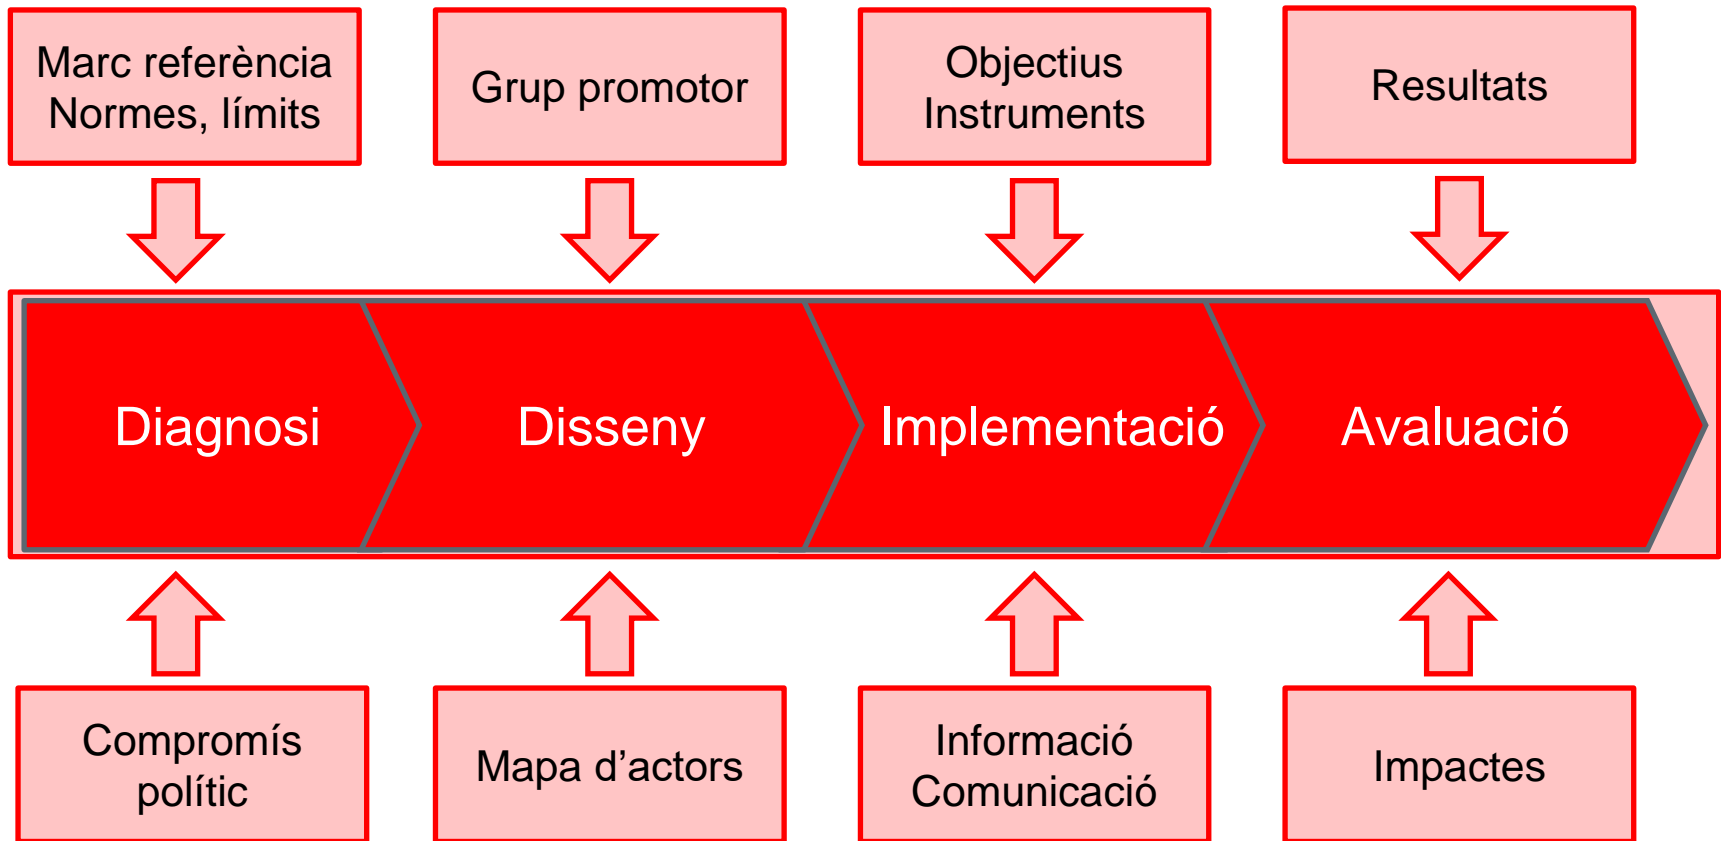 Marc referència
Normes, límits
Grup promotor
Objectius
Instruments
Resultats
Diagnosi
Disseny
Implementació
Avaluació
Compromís
polític
Mapa d’actors
Informació
Comunicació
Impactes